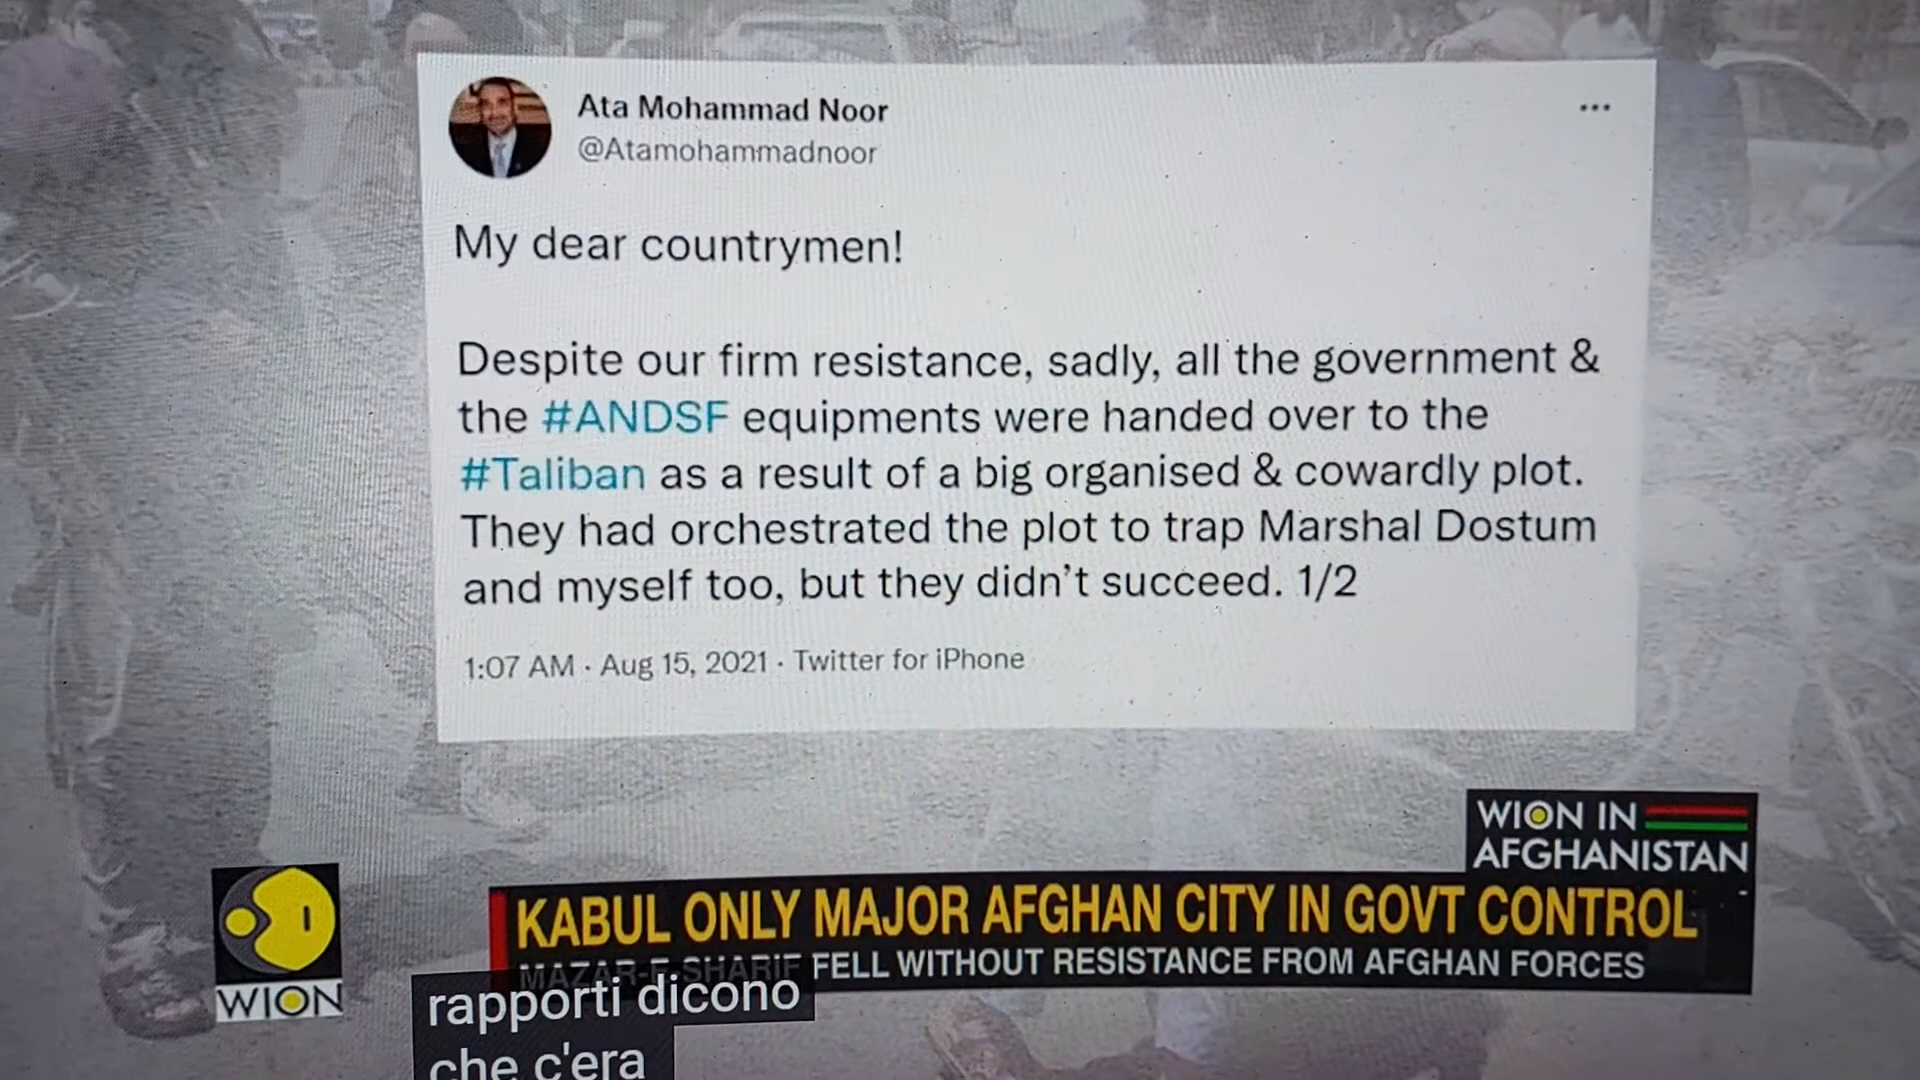 Ata Mohammad Noor
@Atamohammadnoor
My dear countrymen!
Despite our firm resistance, sadly, all the government &
the #ANDSF equipments were handed over to the
#Taliban as a result of a big organised & cowardly plot.
They had orchestrated the plot to trap Marshal Dostum
and myself too, but they didn't succeed. 1/2
1:07 AM · Aug 15, 2021 · Twitter for iPhone
WION IN
AFGHANISTAN
KABUL ONLY MAJOR AFGHAN CITY IN GOVT CONTROL
MAZAR-E-SHARIF FELL WITHOUT RESISTANCE FROM AFGHAN FORCES
WION
rapporti dicono
che c'era